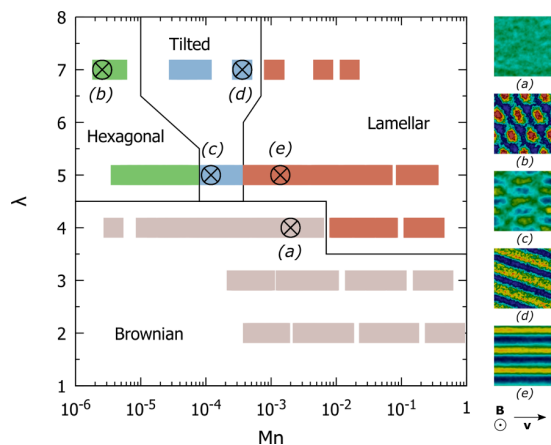 8
7
6
5
4
3
2
1
λ
Tilted
(b)
(d)
Hexagonal
(c)
(e)
Lamellar
(a)
Brownian
10⁻⁶
10⁻⁵
10⁻⁴
10⁻³
10⁻²
10⁻¹
1
Mn
(a)
(b)
(c)
(d)
(e)
B
v